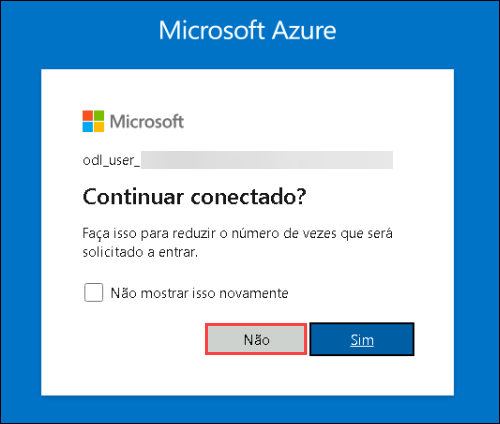 Microsoft Azure
Microsoft
odl_user_
Continuar conectado?
Faça isso para reduzir o número de vezes que será
solicitado a entrar.
Não mostrar isso novamente
Não
Sim